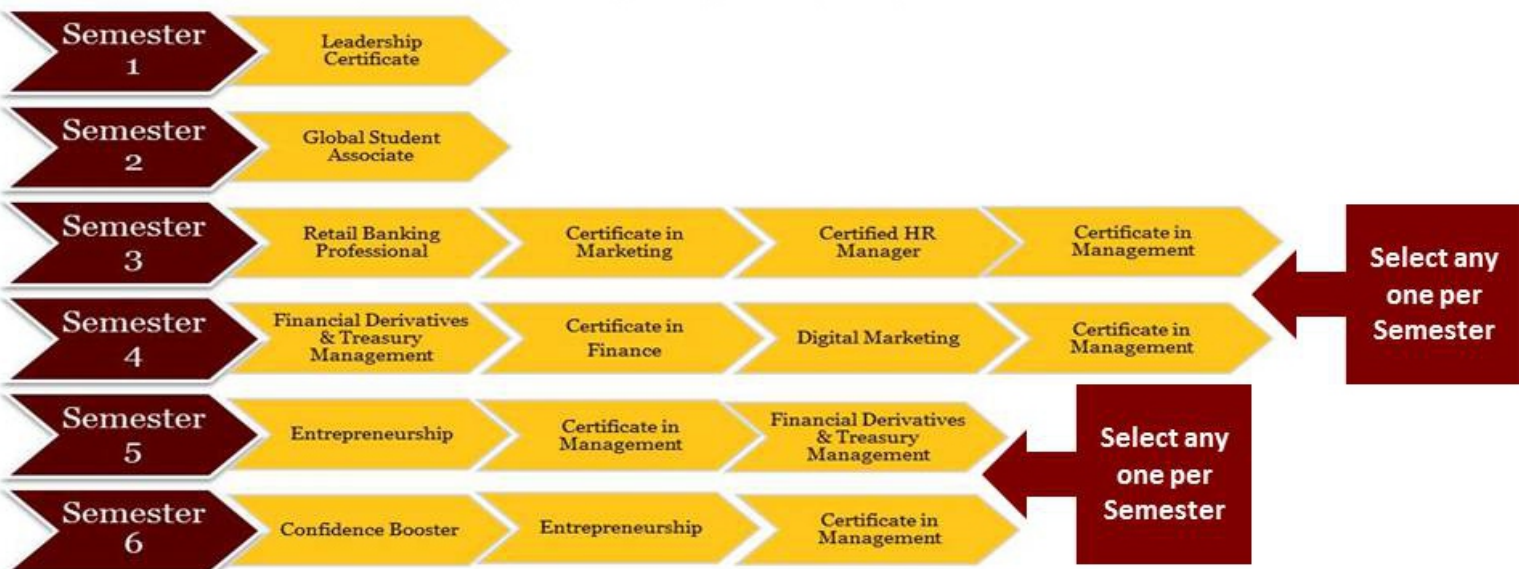 Semester
1
Leadership
Certificate
Semester
2
Global Student
Associate
Semester
3
Retail Banking
Professional
Certificate in
Marketing
Certified HR
Manager
Certificate in
Management
Semester
4
Financial Derivatives
& Treasury
Management
Certificate in
Finance
Digital Marketing
Certificate in
Management
Select any
one per
Semester
Semester
5
Entrepreneurship
Certificate in
Management
Financial Derivatives
& Treasury
Management
Semester
6
Confidence Booster
Entrepreneurship
Certificate in
Management
Select any
one per
Semester